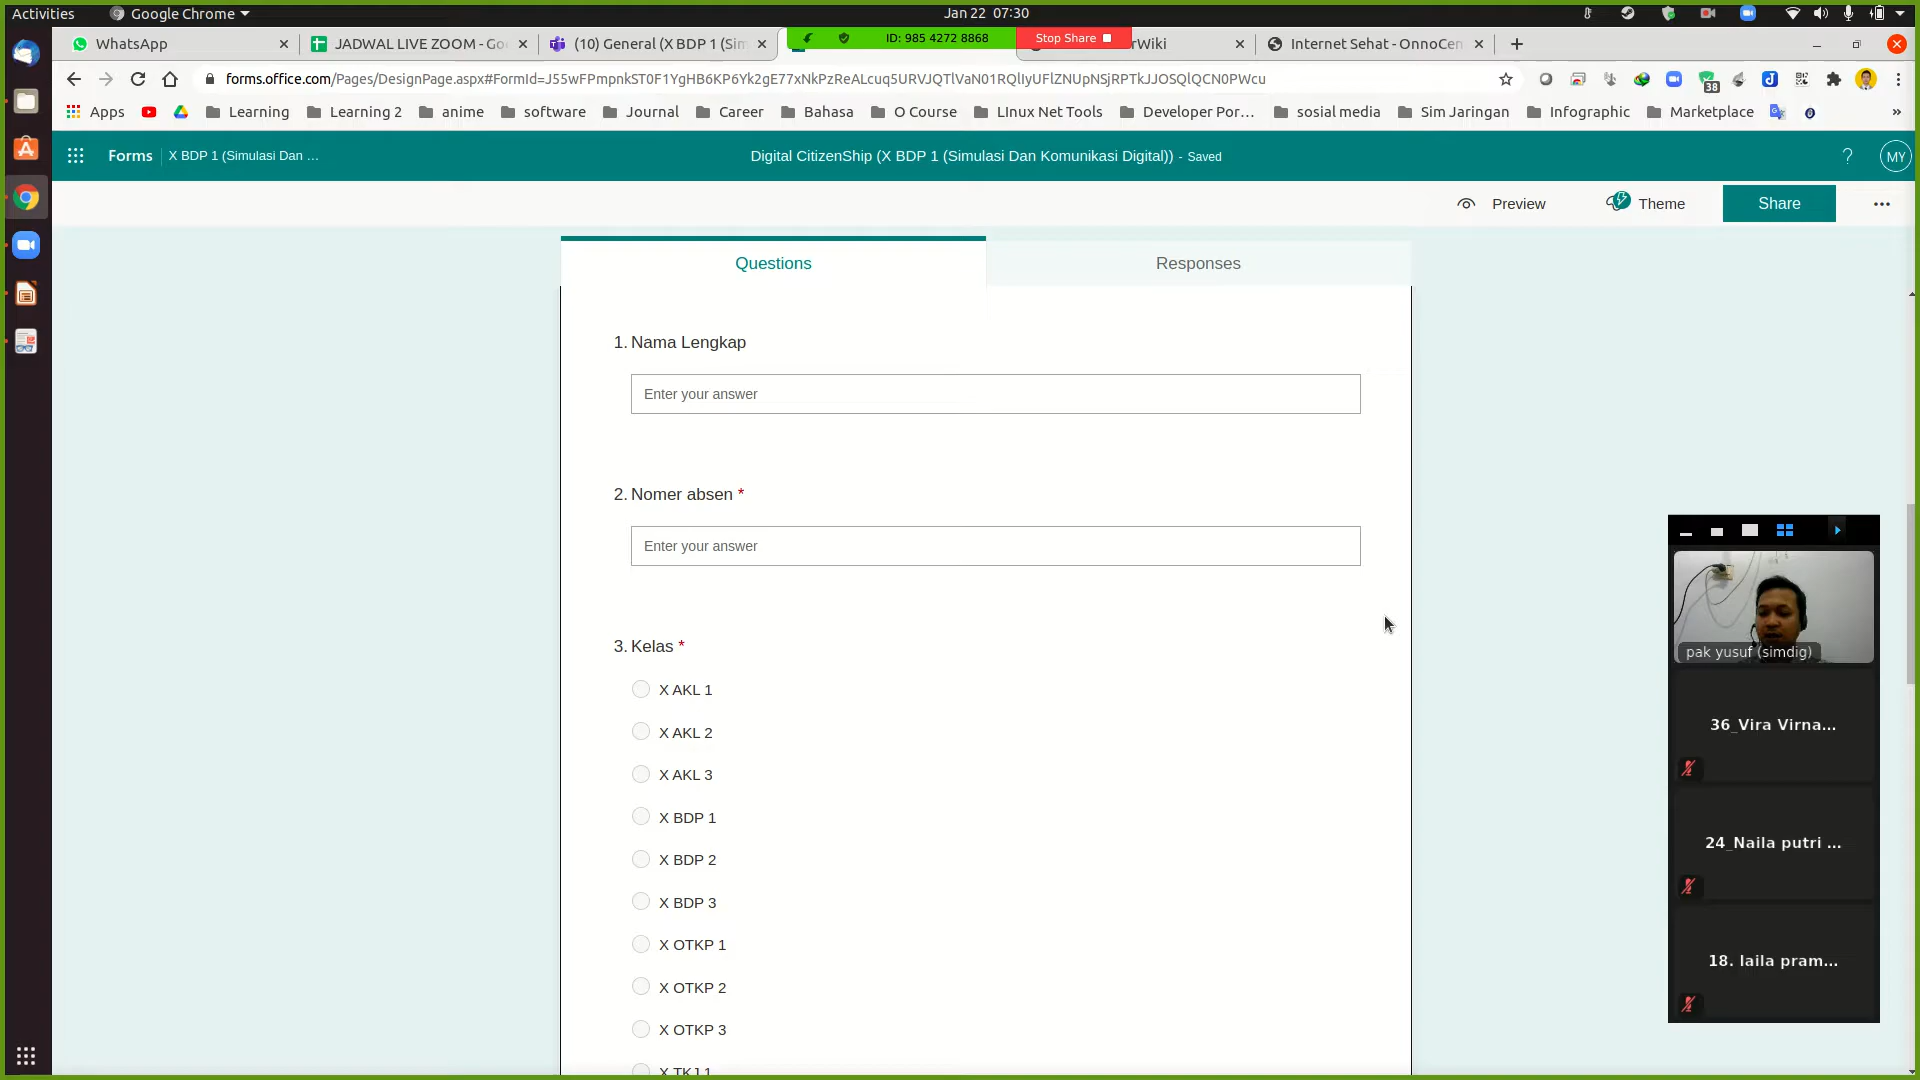 Activities
Google Chrome
Jan 22 07:30
WhatsApp
JADWAL LIVE ZOOM - Go
(10) General (X BDP 1 (Sim
ID: 985 4272 8868
Stop Share
rWiki
Internet Sehat - OnnoCen
forms.office.com/Pages/DesignPage.aspx#FormId=J55wFPmpnkST0F1YgHB6KP6Yk2gE77xNkPzReALcuq5URVJQTlVaN01RQlIyUFlZNUpNSjRPTkJJOSQlQCN0PWcu
38
Apps
Learning
Learning 2
anime
software
Journal
Career
Bahasa
O Course
LInux Net Tools
Developer Por...
sosial media
Sim Jaringan
Infographic
Marketplace
Forms
X BDP 1 (Simulasi Dan ...
Digital CitizenShip (X BDP 1 (Simulasi Dan Komunikasi Digital)) - Saved
?
MY
Preview
Theme
Share
Questions
Responses
1. Nama Lengkap
Enter your answer
2. Nomer absen *
Enter your answer
3. Kelas *
X AKL 1
X AKL 2
X AKL 3
X BDP 1
X BDP 2
X BDP 3
X OTKP 1
X OTKP 2
X OTKP 3
X TKJ 1
pak yusuf (simdig)
36_Vira Virna...
24_Naila putri ...
18. laila pram...